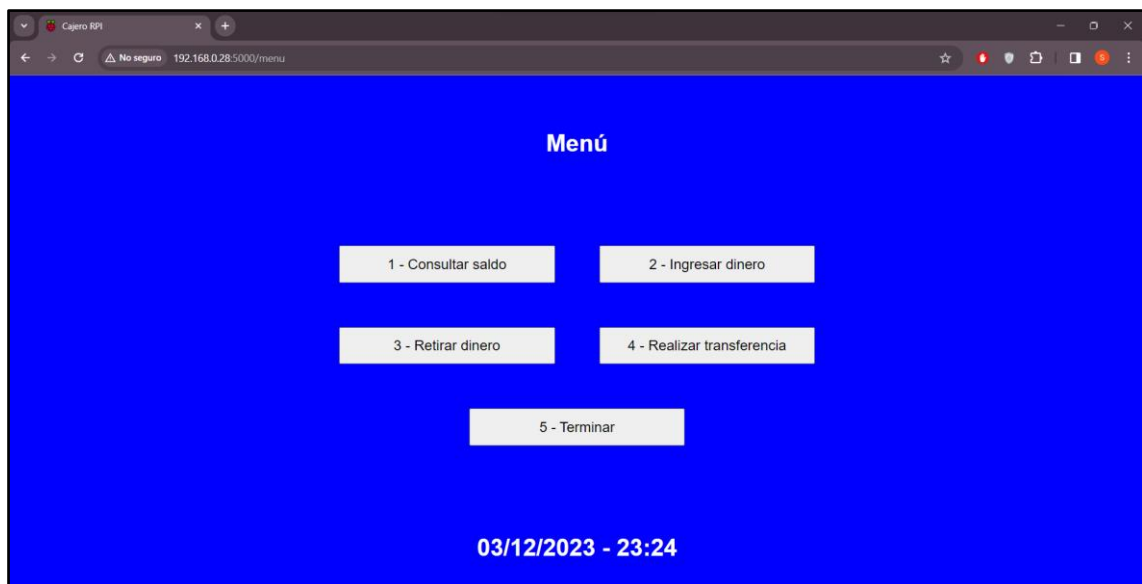 Cajero RPI
No seguro 192.168.0.28:5000/menu
S
Menú
1 - Consultar saldo
2 - Ingresar dinero
3 - Retirar dinero
4 - Realizar transferencia
5 - Terminar
03/12/2023 - 23:24